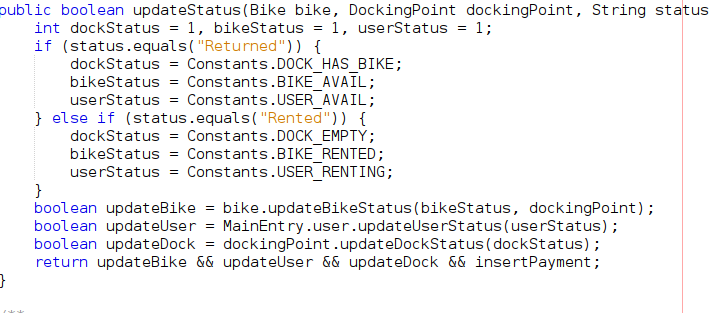 public boolean updateStatus(Bike bike, DockingPoint dockingPoint, String status
    int dockStatus = 1, bikeStatus = 1, userStatus = 1;
    if (status.equals("Returned")) {
        dockStatus = Constants.DOCK_HAS_BIKE;
        bikeStatus = Constants.BIKE_AVAIL;
        userStatus = Constants.USER_AVAIL;
    } else if (status.equals("Rented")) {
        dockStatus = Constants.DOCK_EMPTY;
        bikeStatus = Constants.BIKE_RENTED;
        userStatus = Constants.USER_RENTING;
    }
    boolean updateBike = bike.updateBikeStatus(bikeStatus, dockingPoint);
    boolean updateUser = MainEntry.user.updateUserStatus(userStatus);
    boolean updateDock = dockingPoint.updateDockStatus(dockStatus);
    return updateBike && updateUser && updateDock && insertPayment;
}
/**